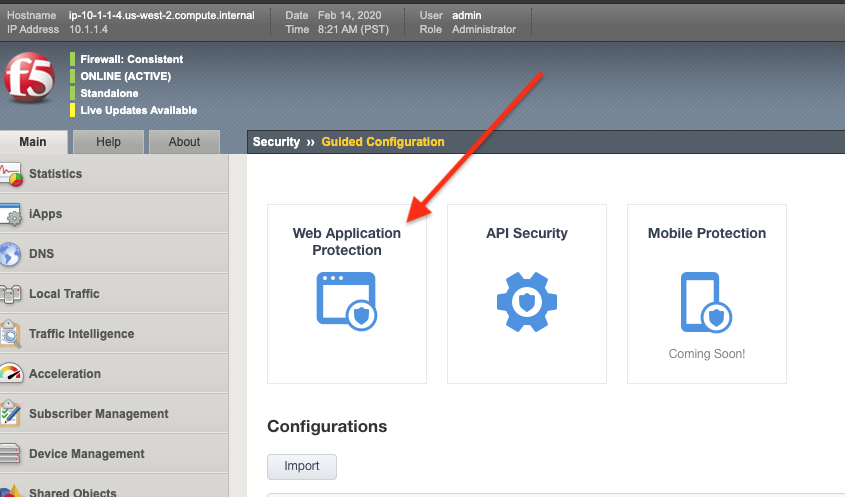 Hostname ip-10-1-1-4.us-west-2.compute.internal Date Feb 14, 2020 User admin
IP Address 10.1.1.4 Time 8:21 AM (PST) Role Administrator
f5
Firewall: Consistent
ONLINE (ACTIVE)
Standalone
Live Updates Available
Main Help About
Security ›› Guided Configuration
Statistics
iApps
DNS
Local Traffic
Traffic Intelligence
Acceleration
Subscriber Management
Device Management
Shared Objects
Web Application
Protection
API Security
Mobile Protection
Coming Soon!
Configurations
Import